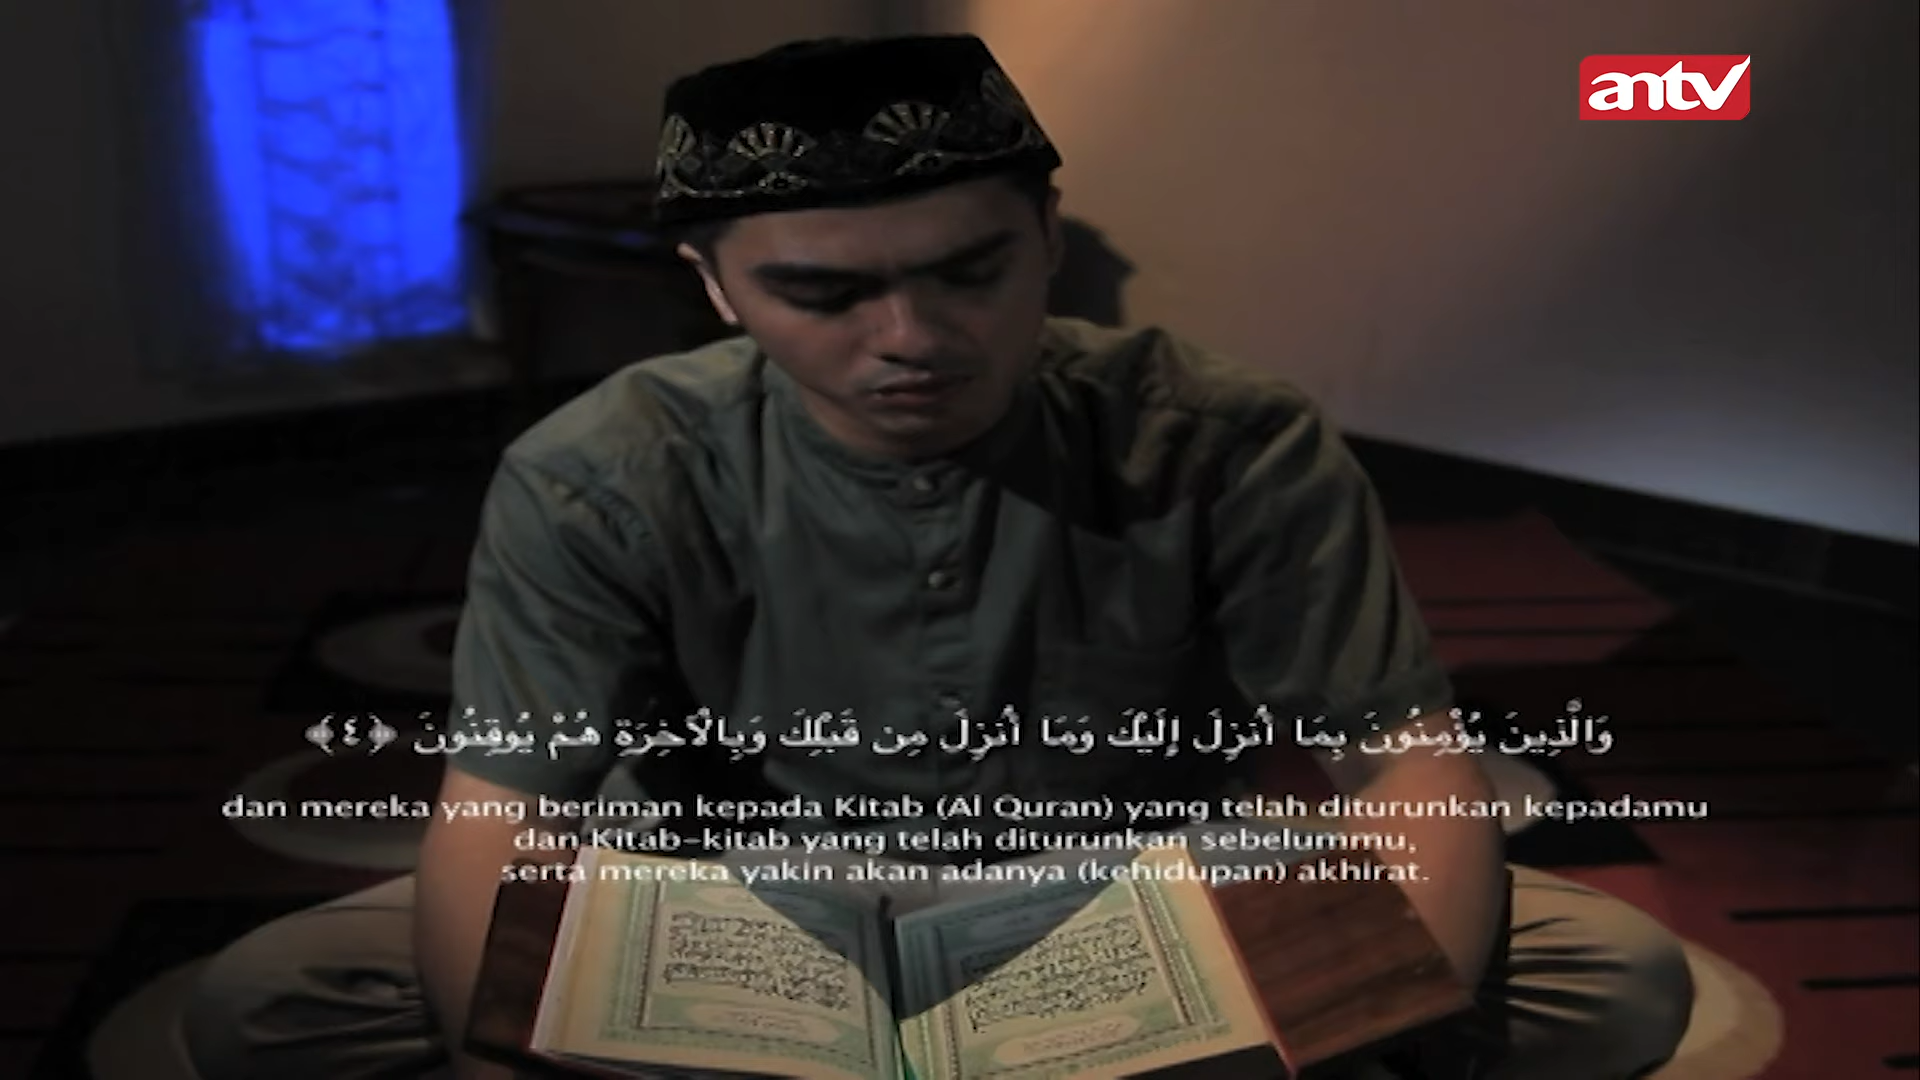 antv
وَالَّذِينَ يُؤْمِنُونَ بِمَا أُنزِلَ إِلَيْكَ وَمَا أُنزِلَ مِن قَبْلِكَ وَبِالْآخِرَةِ هُمْ يُوقِنُونَ ﴿٤﴾
dan mereka yang beriman kepada Kitab (Al Quran) yang telah diturunkan kepadamu
dan Kitab-kitab yang telah diturunkan sebelummu,
serta mereka yakin akan adanya (kehidupan) akhirat.